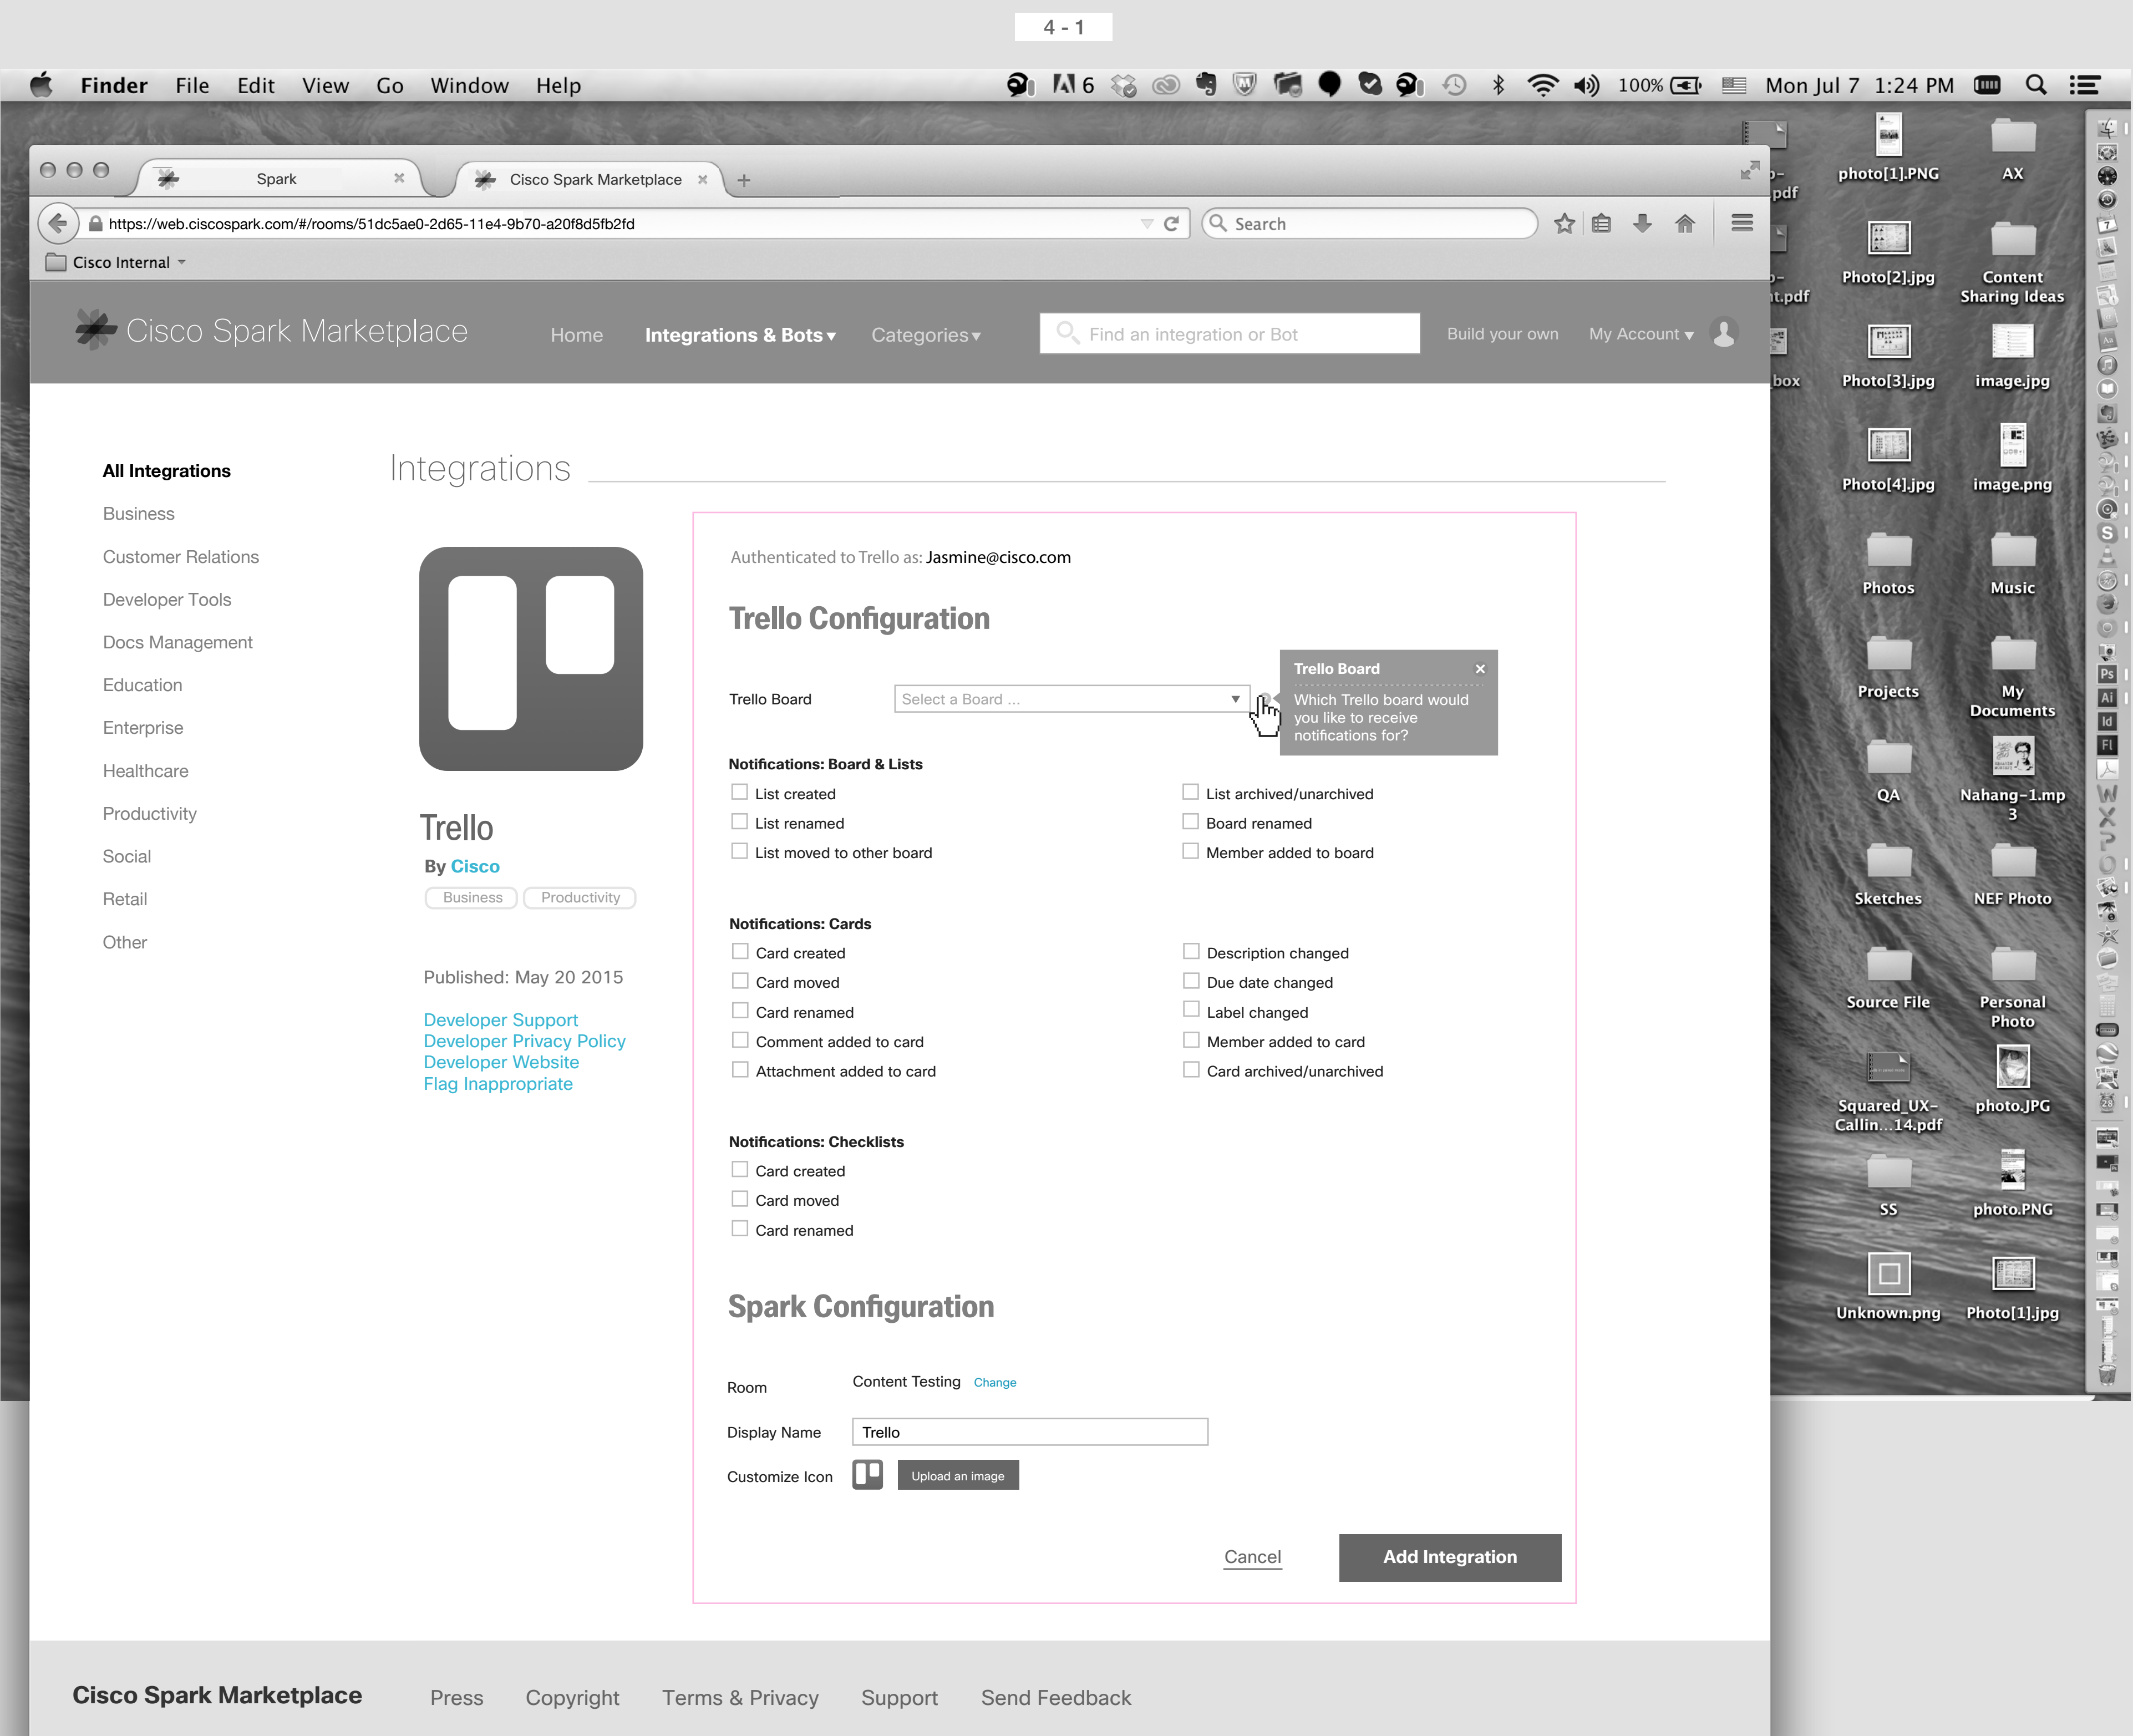 4 - 1
Finder File Edit View Go Window Help
6 100% Mon Jul 7 1:24 PM
Spark
Cisco Spark Marketplace
https://web.ciscospark.com/#/rooms/51dc5ae0-2d65-11e4-9b70-a20f8d5fb2fd
Search
Cisco Internal
Cisco Spark Marketplace
Home
Integrations & Bots ▾
Categories ▾
Find an integration or Bot
Build your own
My Account ▾
All Integrations
Business
Customer Relations
Developer Tools
Docs Management
Education
Enterprise
Healthcare
Productivity
Social
Retail
Other
Integrations
Trello
By Cisco
Business
Productivity
Published: May 20 2015
Developer Support
Developer Privacy Policy
Developer Website
Flag Inappropriate
Authenticated to Trello as: Jasmine@cisco.com
Trello Configuration
Trello Board
Select a Board ...
Trello Board
Which Trello board would
you like to receive
notifications for?
Notifications: Board & Lists
List created
List renamed
List moved to other board
List archived/unarchived
Board renamed
Member added to board
Notifications: Cards
Card created
Card moved
Card renamed
Comment added to card
Attachment added to card
Description changed
Due date changed
Label changed
Member added to card
Card archived/unarchived
Notifications: Checklists
Card created
Card moved
Card renamed
Spark Configuration
Room
Content Testing Change
Display Name
Trello
Customize Icon
Upload an image
Cancel
Add Integration
Cisco Spark Marketplace
Press
Copyright
Terms & Privacy
Support
Send Feedback
pdf
t.pdf
box
photo[1].PNG
AX
Photo[2].jpg
Content
Sharing Ideas
Photo[3].jpg
image.jpg
Photo[4].jpg
image.png
Photos
Music
Projects
My
Documents
QA
Nahang-1.mp
3
Sketches
NEF Photo
Source File
Personal
Photo
Squared_UX-
Callin...14.pdf
photo.JPG
SS
photo.PNG
Unknown.png
Photo[1].jpg
7
Aa
S
Ps
Ai
Id
Fl
W
X
P
O
28